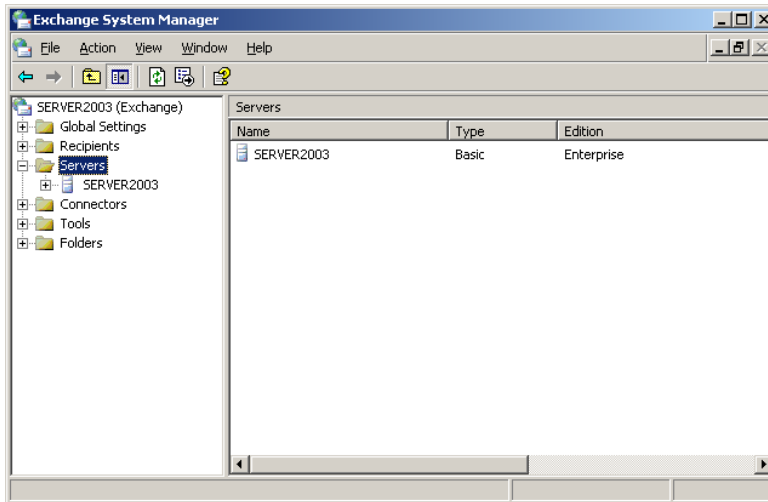 Exchange System Manager
File Action View Window Help
SERVER2003 (Exchange)
Global Settings
Recipients
Servers
SERVER2003
Connectors
Tools
Folders
Servers
Name Type Edition
SERVER2003 Basic Enterprise